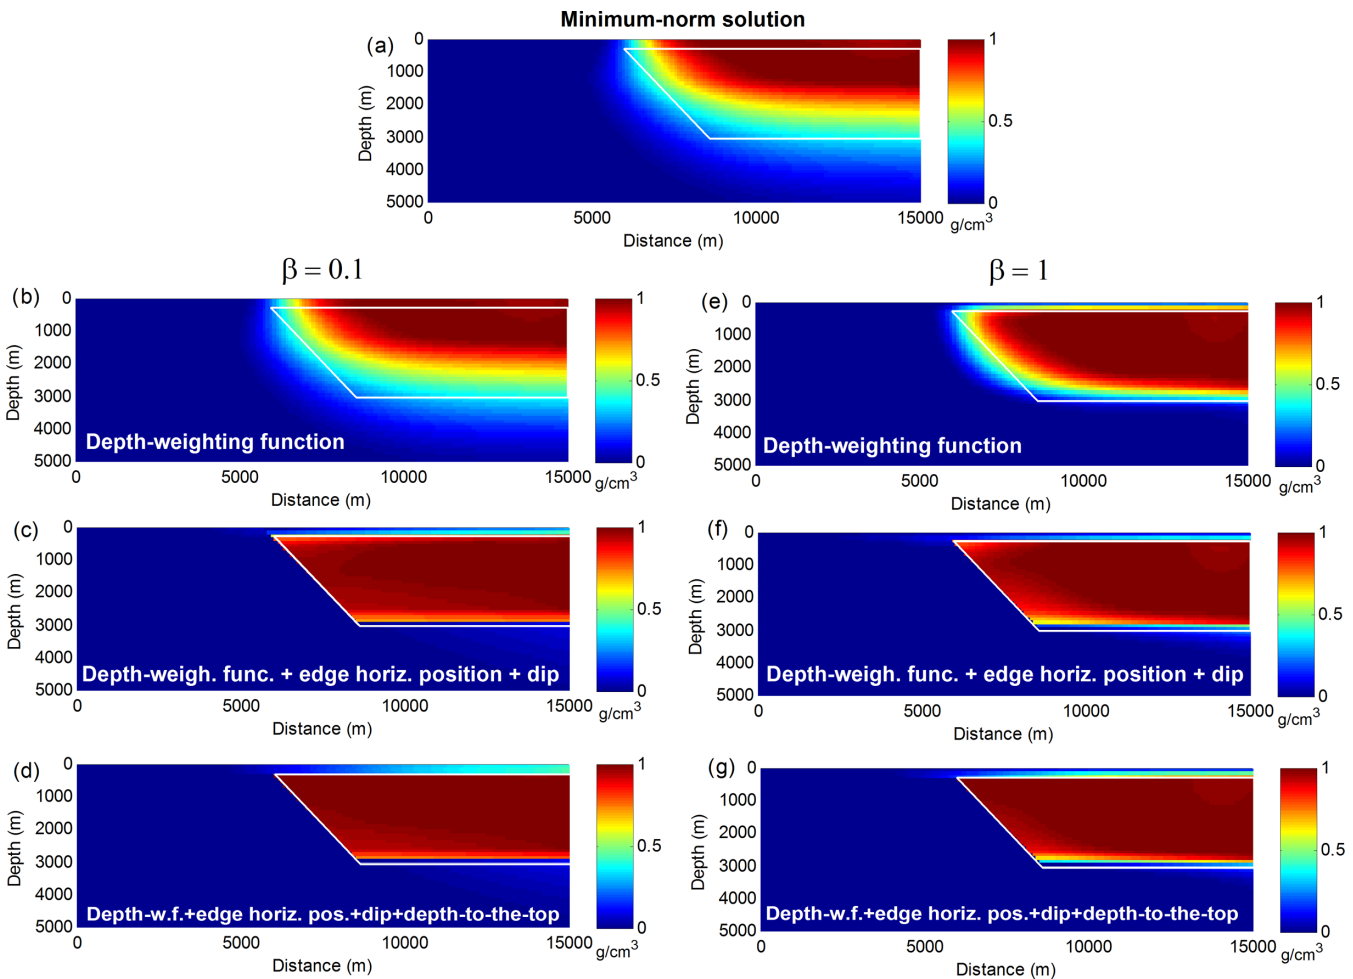 Minimum-norm solution
(a)
0
1000
2000
3000
4000
5000
Depth (m)
0
5000
10000
15000
Distance (m)
1
0.5
0
g/cm³
β = 0.1
(b)
0
1000
2000
3000
4000
5000
Depth (m)
Depth-weighting function
0
5000
10000
15000
Distance (m)
1
0.5
0
g/cm³
(c)
0
1000
2000
3000
4000
5000
Depth (m)
Depth-weigh. func. + edge horiz. position + dip
0
5000
10000
15000
Distance (m)
1
0.5
0
g/cm³
(d)
0
1000
2000
3000
4000
5000
Depth (m)
Depth-w.f.+edge horiz. pos.+dip+depth-to-the-top
0
5000
10000
15000
Distance (m)
1
0.5
0
g/cm³
β = 1
(e)
0
1000
2000
3000
4000
5000
Depth (m)
Depth-weighting function
0
5000
10000
15000
Distance (m)
1
0.5
0
g/cm³
(f)
0
1000
2000
3000
4000
5000
Depth (m)
Depth-weigh. func. + edge horiz. position + dip
0
5000
10000
15000
Distance (m)
1
0.5
0
g/cm³
(g)
0
1000
2000
3000
4000
5000
Depth (m)
Depth-w.f.+edge horiz. pos.+dip+depth-to-the-top
0
5000
10000
15000
Distance (m)
1
0.5
0
g/cm³